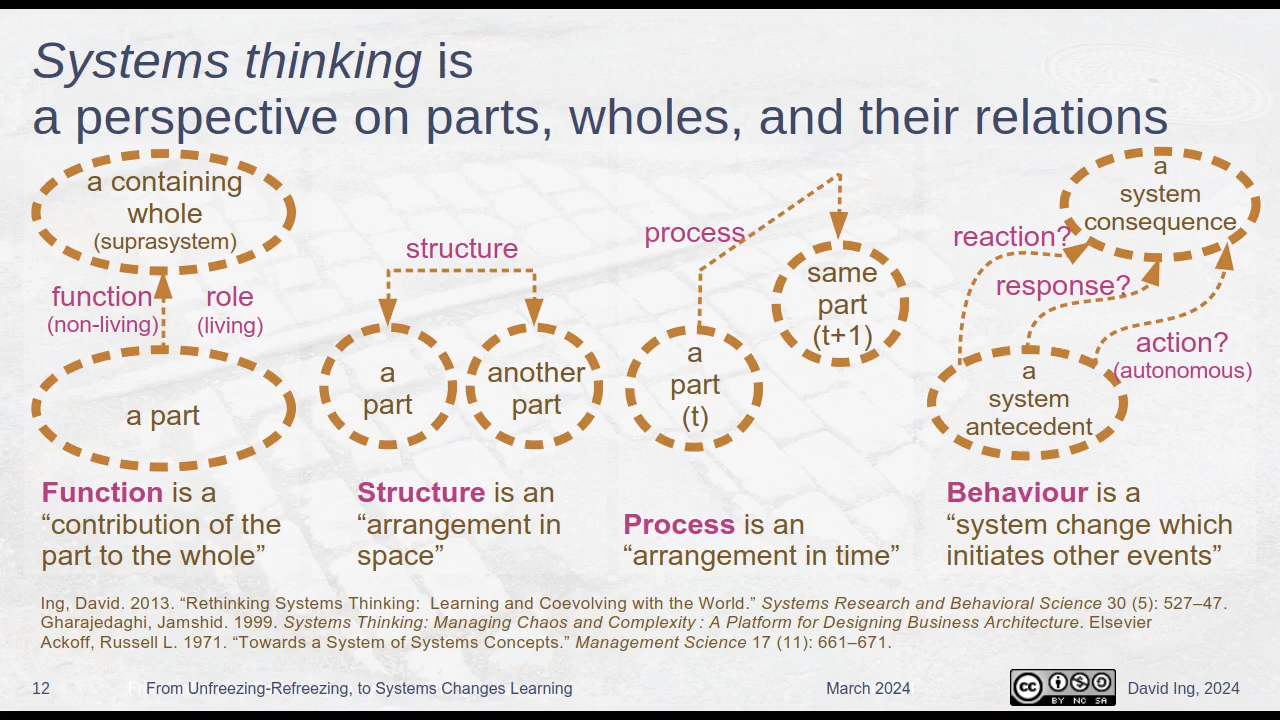 Systems thinking is
a perspective on parts, wholes, and their relations
a containing
whole
(suprasystem)
function
(non-living)
role
(living)
a part
Function is a
“contribution of the
part to the whole”
structure
a
part
another
part
Structure is an
“arrangement in
space”
process
a
part
(t)
same
part
(t+1)
Process is an
“arrangement in time”
a
system
consequence
reaction?
response?
action?
(autonomous)
a
system
antecedent
Behaviour is a
“system change which
initiates other events”
Ing, David. 2013. “Rethinking Systems Thinking: Learning and Coevolving with the World.” Systems Research and Behavioral Science 30 (5): 527–47.
Gharajedaghi, Jamshid. 1999. Systems Thinking: Managing Chaos and Complexity : A Platform for Designing Business Architecture. Elsevier
Ackoff, Russell L. 1971. “Towards a System of Systems Concepts.” Management Science 17 (11): 661–671.
12
From Unfreezing-Refreezing, to Systems Changes Learning
March 2024
cc
BY NC SA
David Ing, 2024